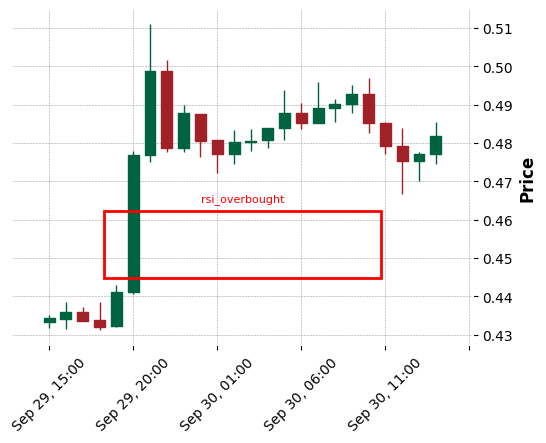 0.51
0.50
0.49
0.48
0.47
rsi_overbought
0.46
0.45
0.44
0.43
Price
Sep 29, 15:00
Sep 29, 20:00
Sep 30, 01:00
Sep 30, 06:00
Sep 30, 11:00